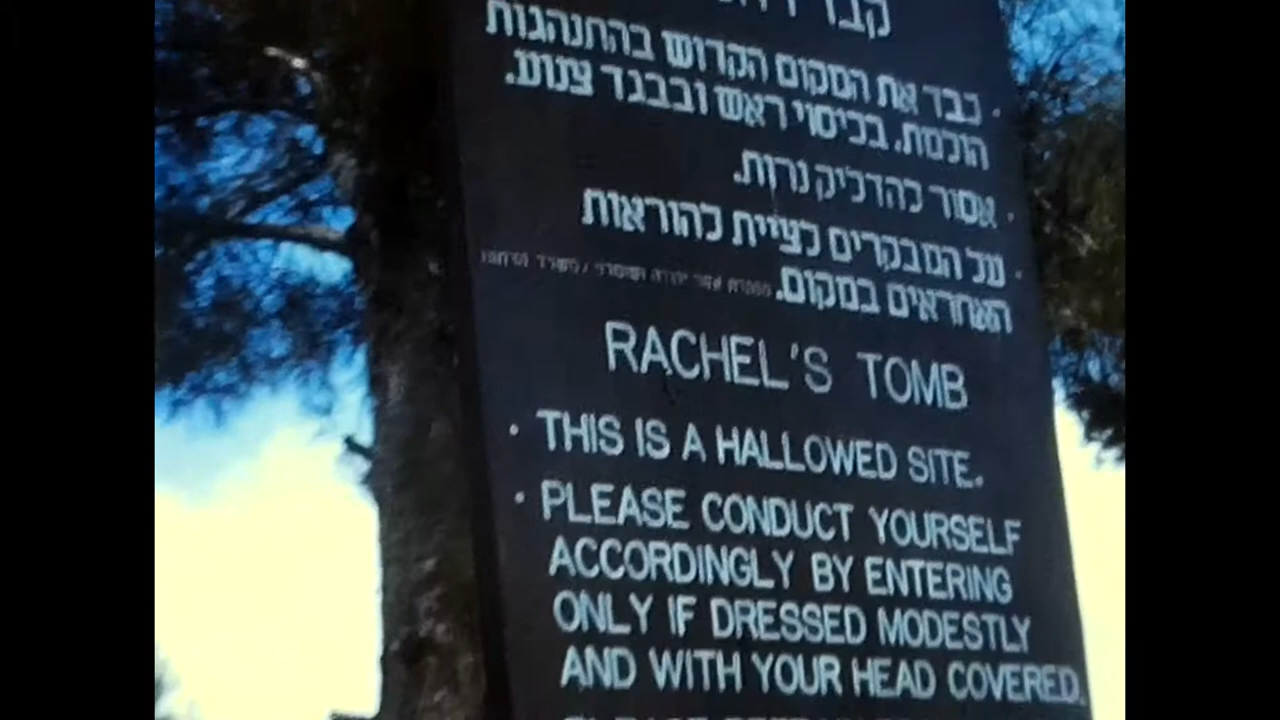 · כבד את המקום הקדוש בהתנהגות
הולמת. בכיסוי ראש ובבגד צנוע.
· אסור להדליק נרות.
· על המבקרים לציית להוראות
האחראים במקום.
RACHEL'S TOMB
· THIS IS A HALLOWED SITE.
· PLEASE CONDUCT YOURSELF
ACCORDINGLY BY ENTERING
ONLY IF DRESSED MODESTLY
AND WITH YOUR HEAD COVERED.